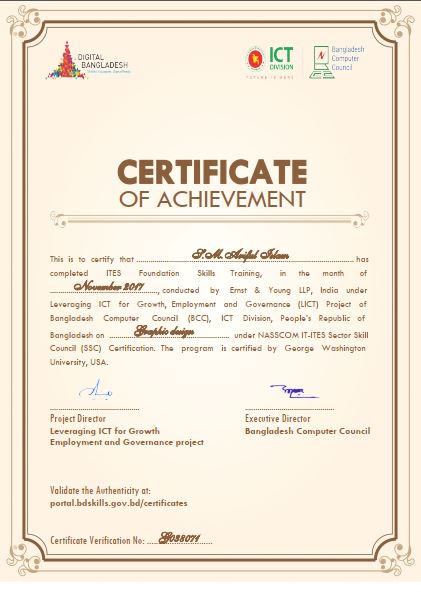 DIGITAL
BANGLADESH
ICT
DIVISION
FUTURE IS HERE
Bangladesh
Computer
Council
CERTIFICATE
OF ACHIEVEMENT
This is to certify that S.M. Ariful Islam has
completed ITES Foundation Skills Training, in the month of
November 2017, conducted by Ernst & Young LLP, India under
Leveraging ICT for Growth, Employment and Governance (LICT) Project of
Bangladesh Computer Council (BCC), ICT Division, People's Republic of
Bangladesh on Graphic design under NASSCOM IT-ITES Sector Skill
Council (SSC) Certification. The program is certified by George Washington
University, USA.
Project Director
Leveraging ICT for Growth
Employment and Governance project
Executive Director
Bangladesh Computer Council
Validate the Authenticity at:
portal.bdskills.gov.bd/certificates
Certificate Verification No: G038071